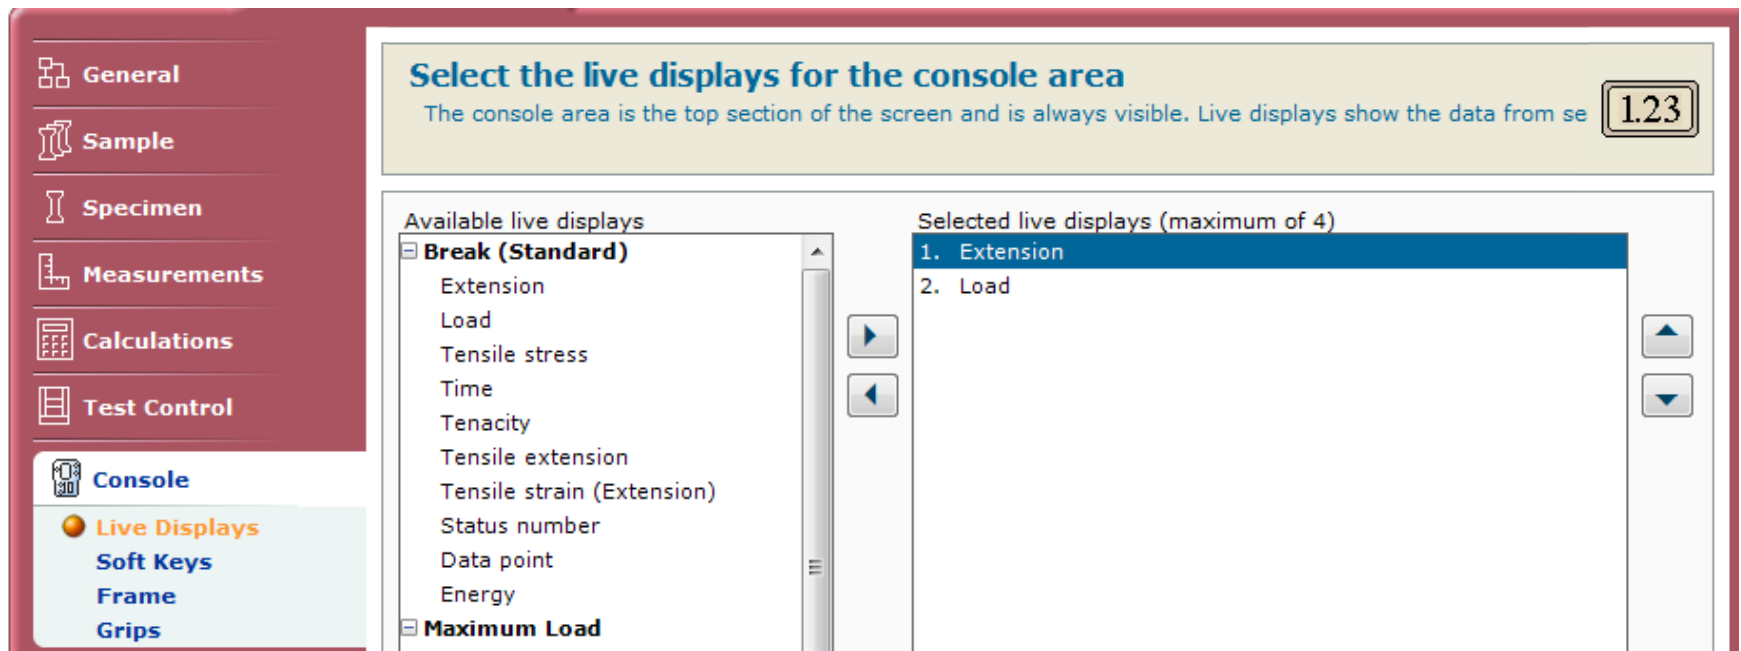 General
Sample
Specimen
Measurements
Calculations
Test Control
Console
Live Displays
Soft Keys
Frame
Grips
Select the live displays for the console area
The console area is the top section of the screen and is always visible. Live displays show the data from se
1.23
Available live displays
Break (Standard)
Extension
Load
Tensile stress
Time
Tenacity
Tensile extension
Tensile strain (Extension)
Status number
Data point
Energy
Maximum Load
Selected live displays (maximum of 4)
1. Extension
2. Load